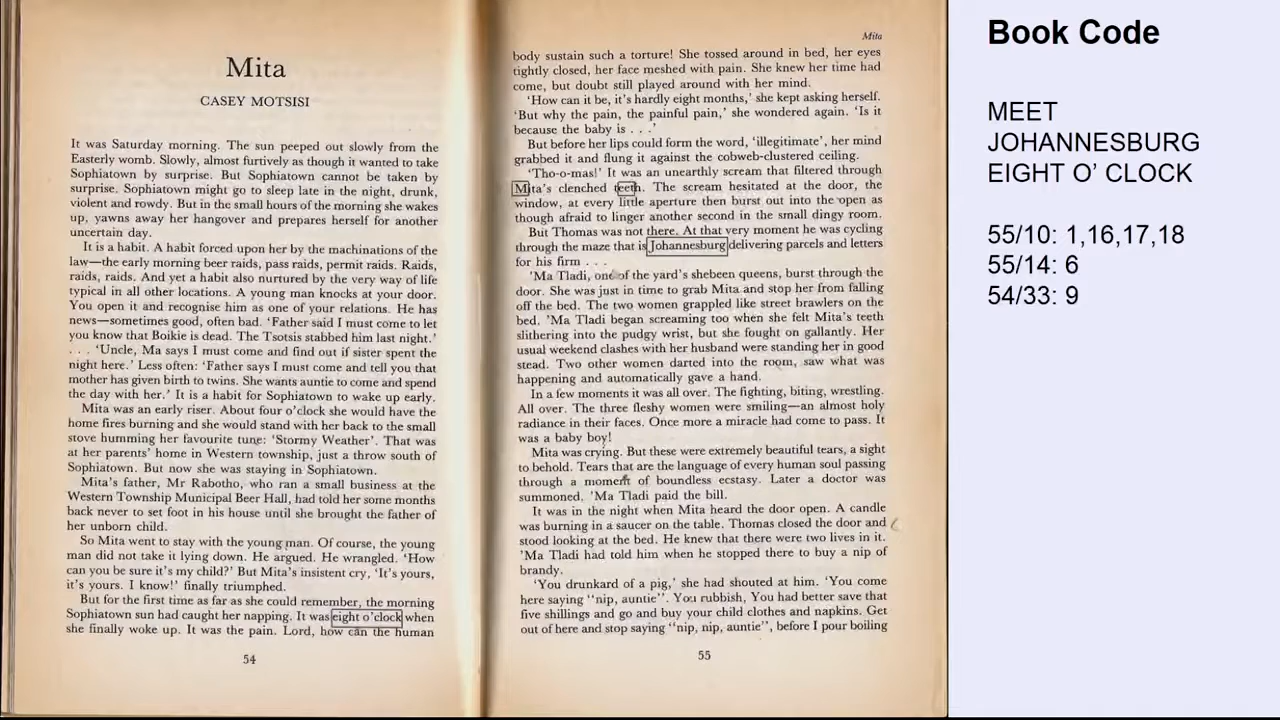 Mita
CASEY MOTSISI
It was Saturday morning. The sun peeped out slowly from the
Easterly womb. Slowly, almost furtively as though it wanted to take
Sophiatown by surprise. But Sophiatown cannot be taken by
surprise. Sophiatown might go to sleep late in the night, drunk,
violent and rowdy. But in the small hours of the morning she wakes
up, yawns away her hangover and prepares herself for another
uncertain day.
It is a habit. A habit forced upon her by the machinations of the
law—the early morning beer raids, pass raids, permit raids. Raids,
raids, raids. And yet a habit also nurtured by the very way of life
typical in all other locations. A young man knocks at your door.
You open it and recognise him as one of your relations. He has
news—sometimes good, often bad. 'Father said I must come to let
you know that Boikie is dead. The Tsotsis stabbed him last night.'
. . . 'Uncle, Ma says I must come and find out if sister spent the
night here.' Less often: 'Father says I must come and tell you that
mother has given birth to twins. She wants auntie to come and spend
the day with her.' It is a habit for Sophiatown to wake up early.
Mita was an early riser. About four o'clock she would have the
home fires burning and she would stand with her back to the small
stove humming her favourite tune: 'Stormy Weather'. That was
at her parents' home in Western township, just a throw south of
Sophiatown. But now she was staying in Sophiatown.
Mita's father, Mr Rabotho, who ran a small business at the
Western Township Municipal Beer Hall, had told her some months
back never to set foot in his house until she brought the father of
her unborn child.
So Mita went to stay with the young man. Of course, the young
man did not take it lying down. He argued. He wrangled. 'How
can you be sure it's my child?' But Mita's insistent cry, 'It's yours,
it's yours. I know!' finally triumphed.
But for the first time as far as she could remember, the morning
Sophiatown sun had caught her napping. It was eight o'clock when
she finally woke up. It was the pain. Lord, how can the human
54
Mita
body sustain such a torture! She tossed around in bed, her eyes
tightly closed, her face meshed with pain. She knew her time had
come, but doubt still played around with her mind.
'How can it be, it's hardly eight months,' she kept asking herself.
'But why the pain, the painful pain,' she wondered again. 'Is it
because the baby is . . .'
But before her lips could form the word, 'illegitimate', her mind
grabbed it and flung it against the cobweb-clustered ceiling.
'Tho-o-mas!' It was an unearthly scream that filtered through
Mita's clenched teeth. The scream hesitated at the door, the
window, at every little aperture then burst out into the open as
though afraid to linger another second in the small dingy room.
But Thomas was not there. At that very moment he was cycling
through the maze that is Johannesburg delivering parcels and letters
for his firm . . .
'Ma Tladi, one of the yard's shebeen queens, burst through the
door. She was just in time to grab Mita and stop her from falling
off the bed. The two women grappled like street brawlers on the
bed. 'Ma Tladi began screaming too when she felt Mita's teeth
slithering into the pudgy wrist, but she fought on gallantly. Her
usual weekend clashes with her husband were standing her in good
stead. Two other women darted into the room, saw what was
happening and automatically gave a hand.
In a few moments it was all over. The fighting, biting, wrestling.
All over. The three fleshy women were smiling—an almost holy
radiance in their faces. Once more a miracle had come to pass. It
was a baby boy!
Mita was crying. But these were extremely beautiful tears, a sight
to behold. Tears that are the language of every human soul passing
through a moment of boundless ecstasy. Later a doctor was
summoned. 'Ma Tladi paid the bill.
It was in the night when Mita heard the door open. A candle
was burning in a saucer on the table. Thomas closed the door and
stood looking at the bed. He knew that there were two lives in it.
'Ma Tladi had told him when he stopped there to buy a nip of
brandy.
'You drunkard of a pig,' she had shouted at him. 'You come
here saying "nip, auntie". You rubbish, You had better save that
five shillings and go and buy your child clothes and napkins. Get
out of here and stop saying "nip, nip, auntie", before I pour boiling
55
Book Code
MEET
JOHANNESBURG
EIGHT O' CLOCK
55/10: 1,16,17,18
55/14: 6
54/33: 9